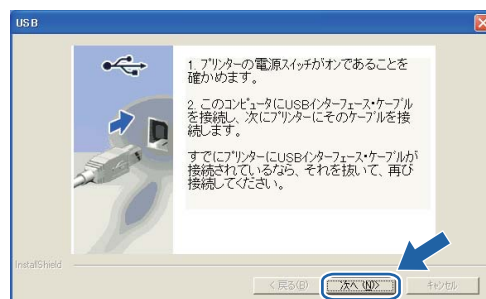 USB
1. プリンターの電源スイッチがオンであることを
確かめます。
2. このコンピュータにUSBインターフェース・ケーブル
を接続し、次にプリンターにそのケーブルを接
続します。
すでにプリンターにUSBインターフェース・ケーブルが
接続されているなら、それを抜いて、再び
接続してください。
InstallShield
< 戻る(B)
次へ (N)>
キャンセル